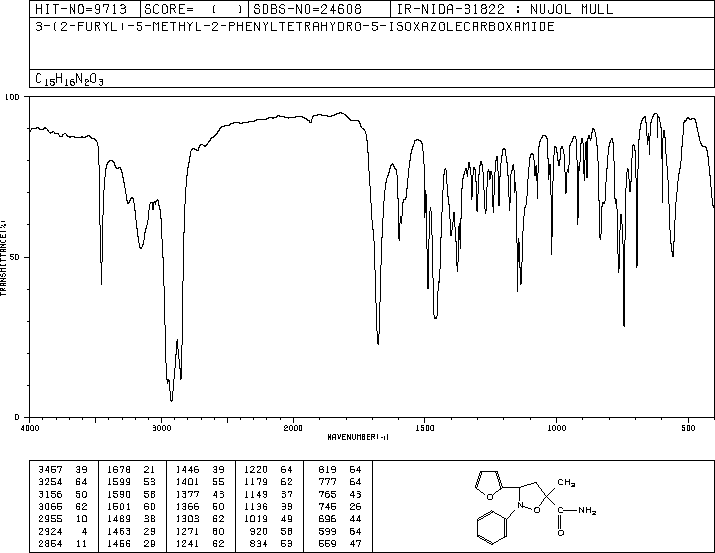 HIT-NO=9713 SCORE= ( ) SDBS-NO=24608 IR-NIDA-31822 : NUJOL MULL
3-(2-FURYL)-5-METHYL-2-PHENYLTETRAHYDRO-5-ISOXAZOLECARBOXAMIDE
C15H16N2O3
100
50
0
TRANSMITTANCE(%)
4000 3000 2000 1500 1000 500
WAVENUMBER(-1)
3467 39 1678 21 1446 39 1220 64 819 64
3254 64 1599 53 1401 55 1179 62 777 64
3156 50 1590 58 1377 43 1149 37 765 43
3065 62 1501 60 1366 50 1136 39 745 26
2955 10 1489 38 1303 62 1019 49 696 44
2924 4 1463 29 1271 60 920 58 599 64
2854 11 1456 29 1241 62 834 53 559 47
O
N
O
CH3
C
NH2
O